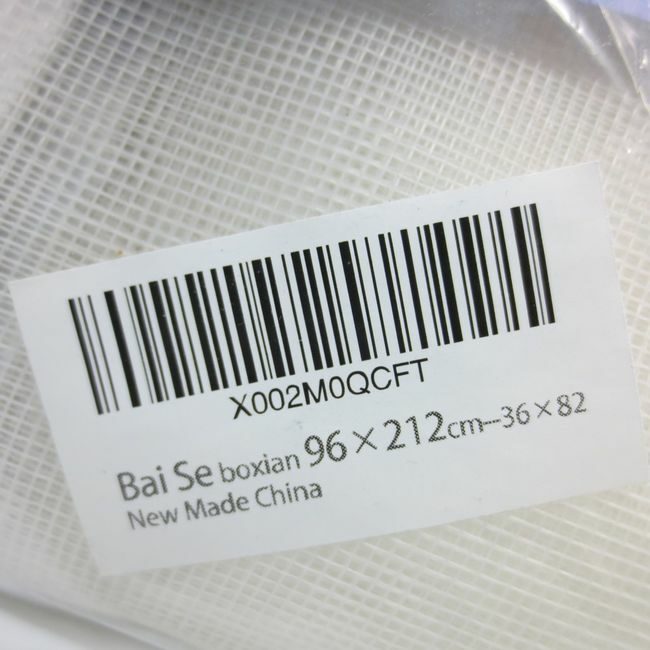 X002M0QCFT
Bai Se boxian 96×212cm--36×82
New Made China